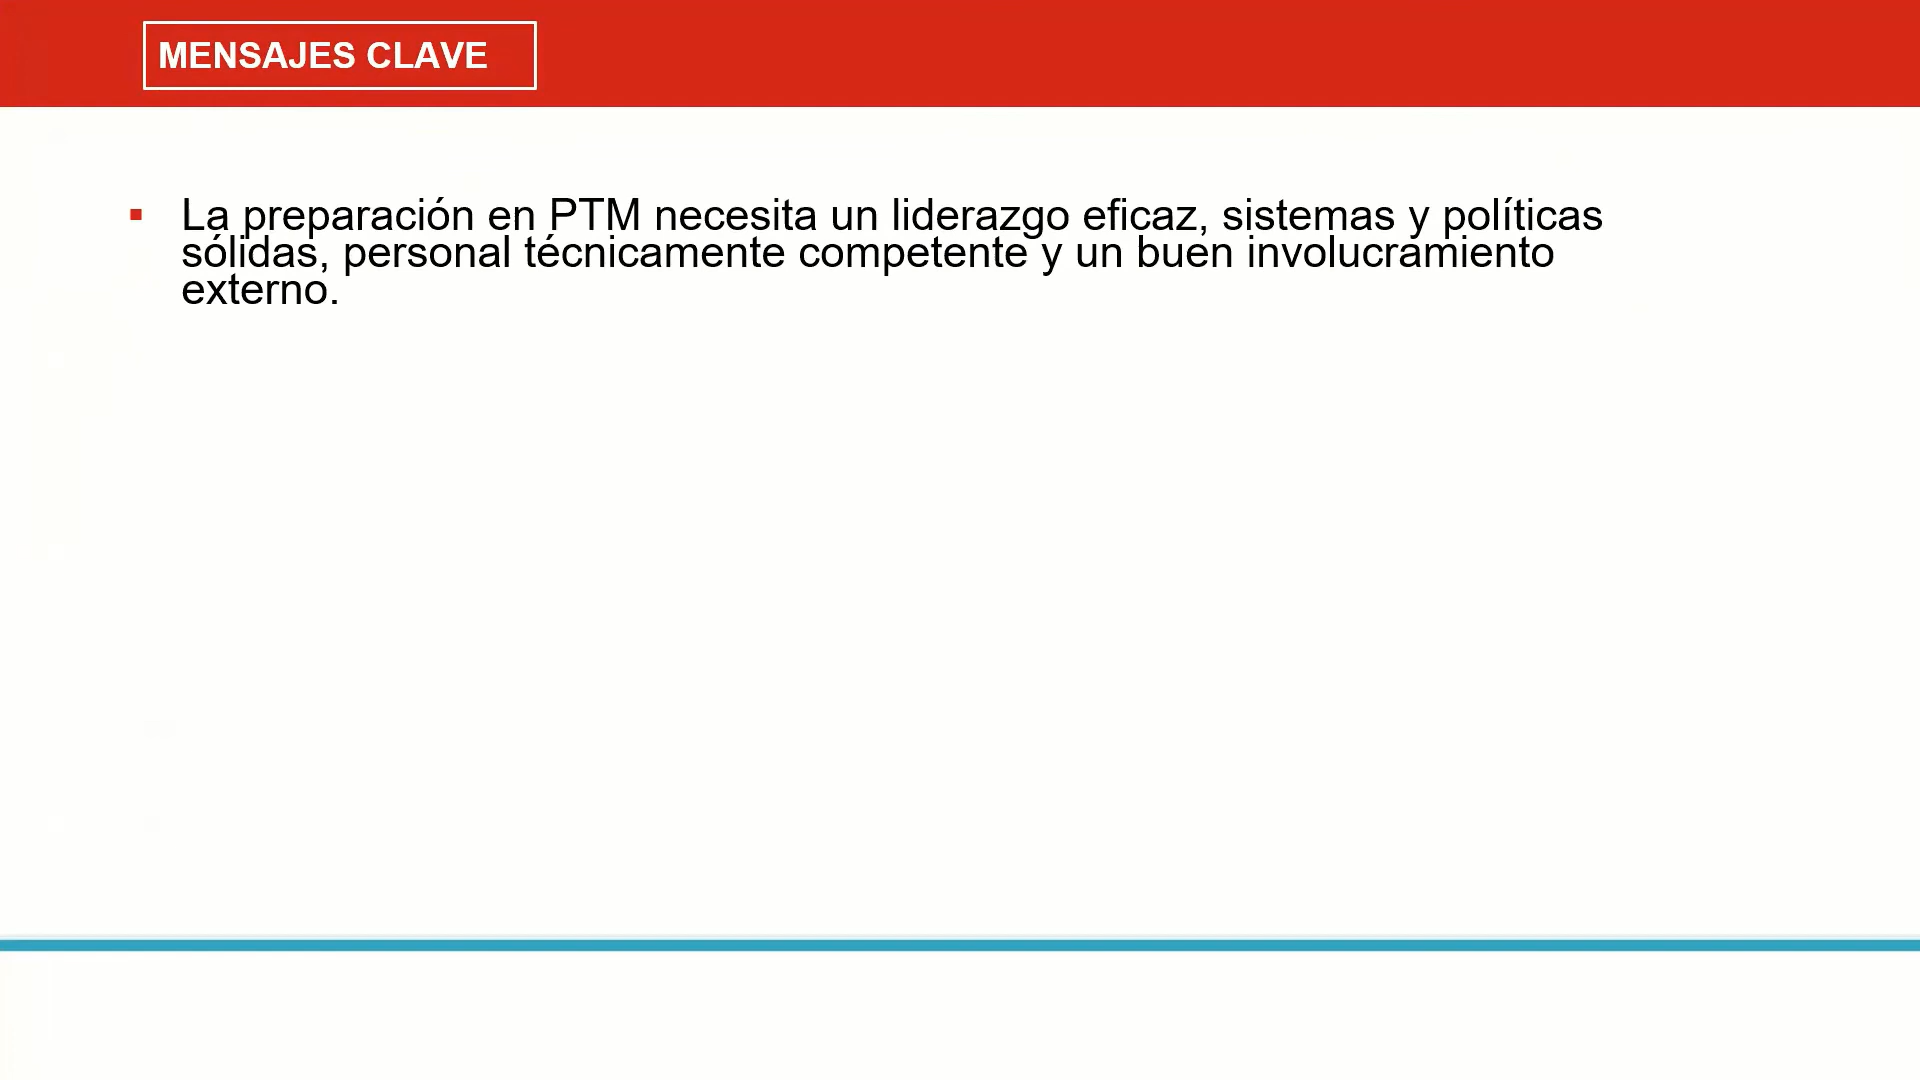 MENSAJES CLAVE
La preparación en PTM necesita un liderazgo eficaz, sistemas y políticas
sólidas, personal técnicamente competente y un buen involucramiento
externo.